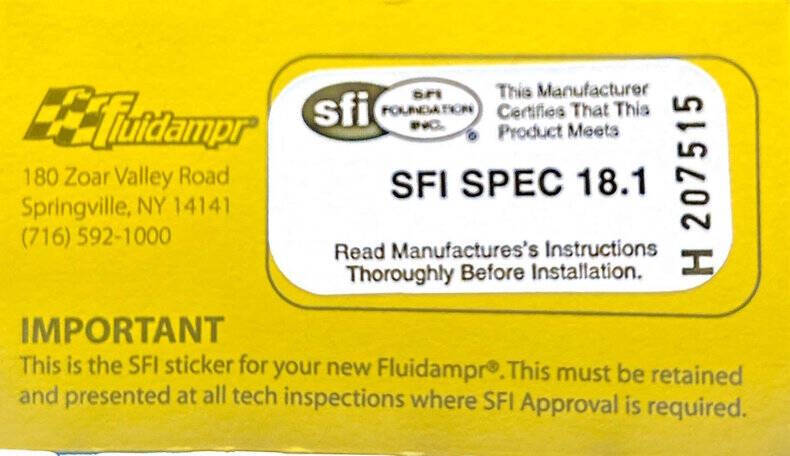 Fluidampr®
180 Zoar Valley Road
Springville, NY 14141
(716) 592-1000
sfi
SFI
FOUNDATION
INC.
®
This Manufacturer
Certifies That This
Product Meets
SFI SPEC 18.1
Read Manufactures's Instructions
Thoroughly Before Installation.
H 207515
IMPORTANT
This is the SFI sticker for your new Fluidampr®. This must be retained
and presented at all tech inspections where SFI Approval is required.